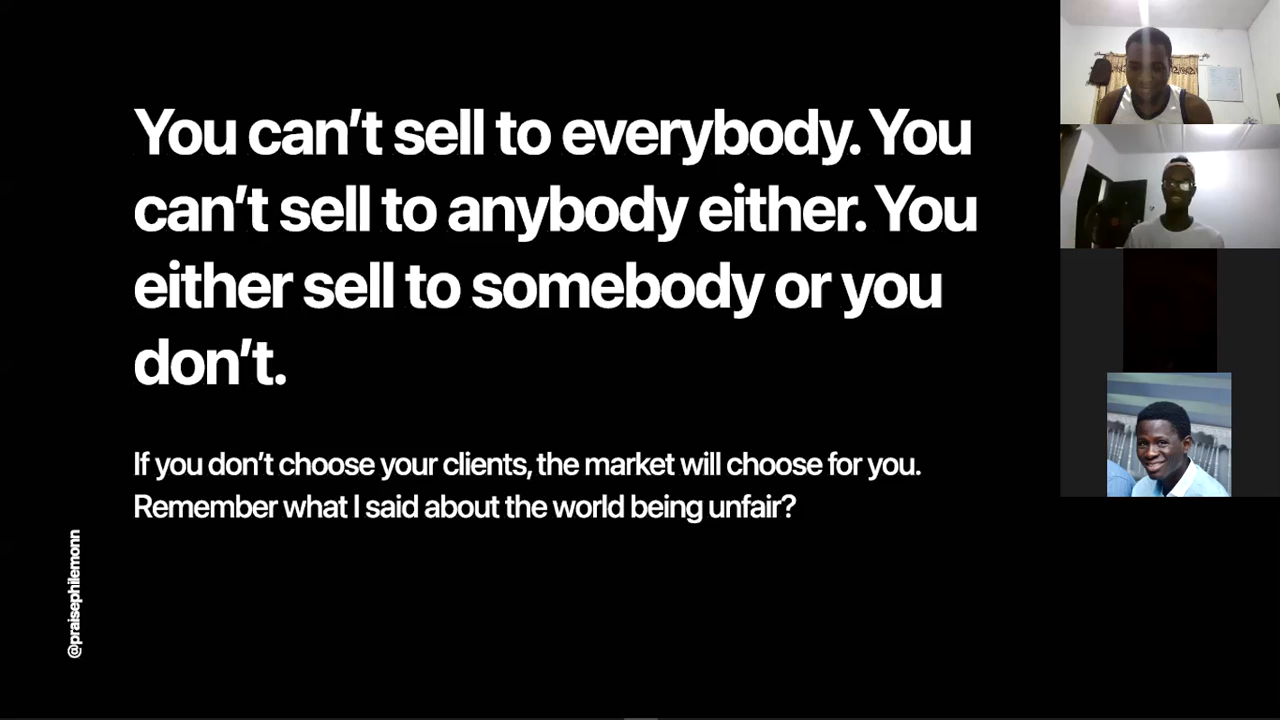 You can’t sell to everybody. You
can’t sell to anybody either. You
either sell to somebody or you
don’t.
If you don’t choose your clients, the market will choose for you.
Remember what I said about the world being unfair?
@praisephilemonn